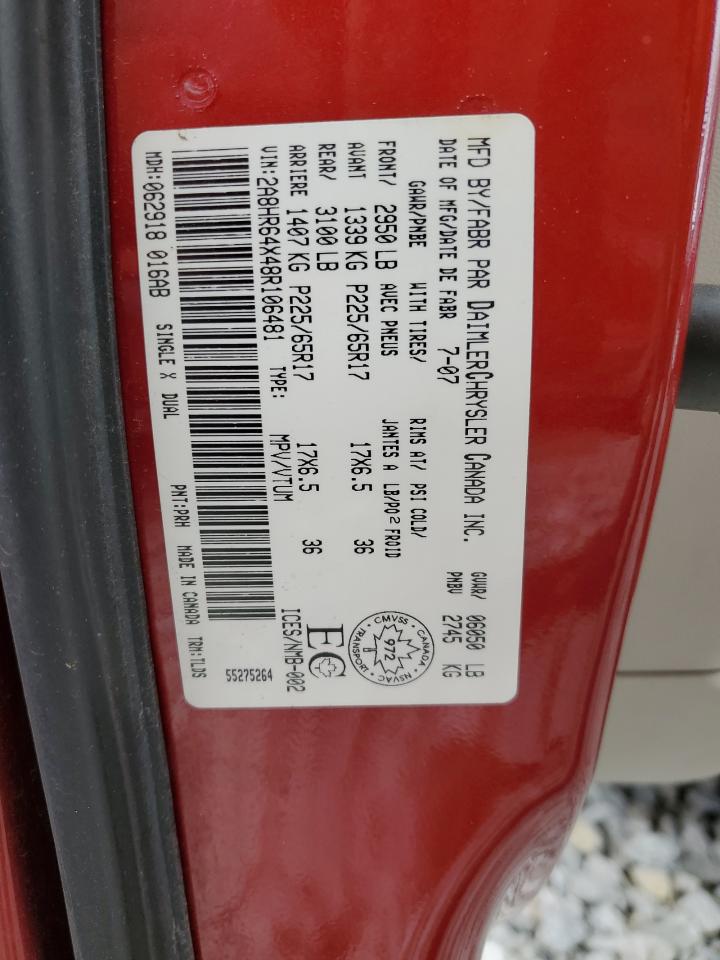 MFD BY/FABR PAR DAIMLERCHRYSLER CANADA INC.
DATE OF MFG/DATE DE FABR 7-07
GVWR/ 06050 LB
PNBV 2745 KG
GAWR/PNBE WITH TIRES/ RIMS AT/ PSI COLD/
AVEC PNEUS JANTES A LB/PO2 FROID
FRONT/ 2950 LB
AVANT 1339 KG P225/65R17 17X6.5 36
REAR/ 3100 LB
ARRIERE 1407 KG P225/65R17 17X6.5 36
VIN:2A8HR64X48R106481 TYPE: MPV/VTUM
MDH:062918 016AB SINGLE X DUAL PNT:PRH MADE IN CANADA TRM:TLDS
CMVSS CANADA NSVAC TRANSPORT
972
EC
ICES/NMB-002
55275264